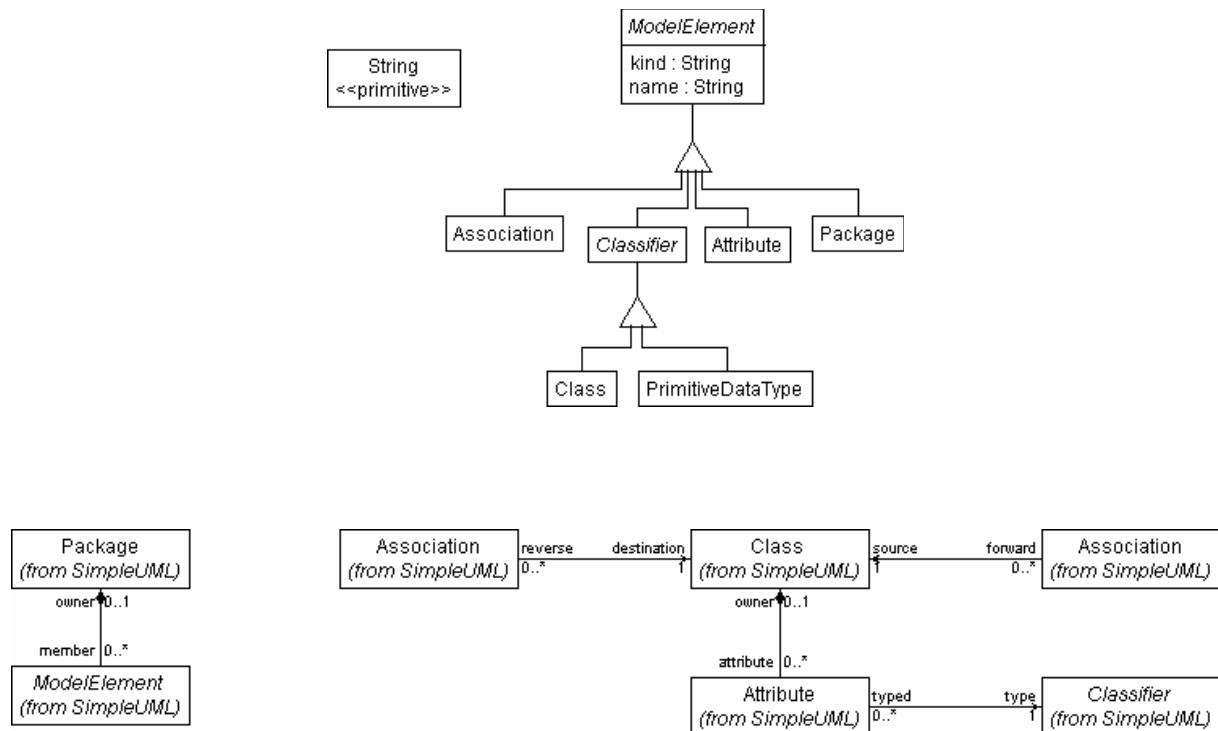 ModelElement
kind : String
name : String
String
<<primitive>>
Association
Classifier
Attribute
Package
Class
PrimitiveDataType
Package
(from SimpleUML)
owner 0..1
member 0..*
ModelElement
(from SimpleUML)
Association
(from SimpleUML)
reverse
0..*
destination
1
Class
(from SimpleUML)
source
1
forward
0..*
Association
(from SimpleUML)
owner 0..1
attribute 0..*
Attribute
(from SimpleUML)
typed
0..*
type
1
Classifier
(from SimpleUML)